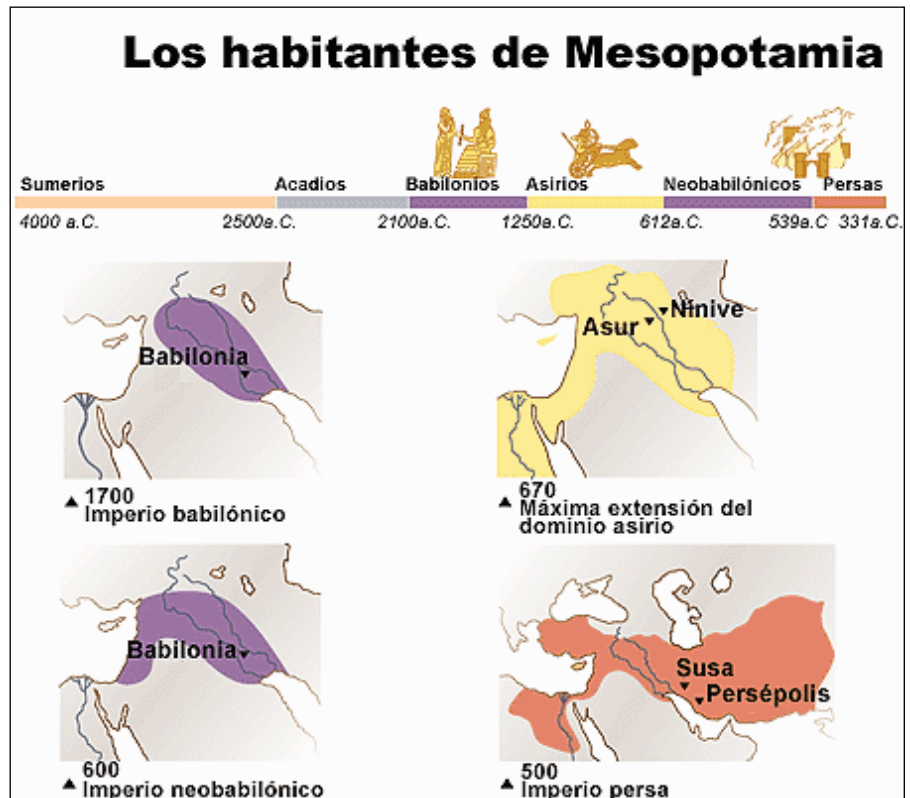 Los habitantes de Mesopotamia
Sumerios Acadios Babilonios Asirios Neobabilónicos Persas
4000 a.C. 2500a.C. 2100a.C. 1250a.C. 612a.C. 539a.C 331a.C.
Babilonia
1700
Imperio babilónico
Nínive
Asur
670
Máxima extensión del
dominio asirio
Babilonia
600
Imperio neobabilónico
Susa
Persépolis
500
Imperio persa